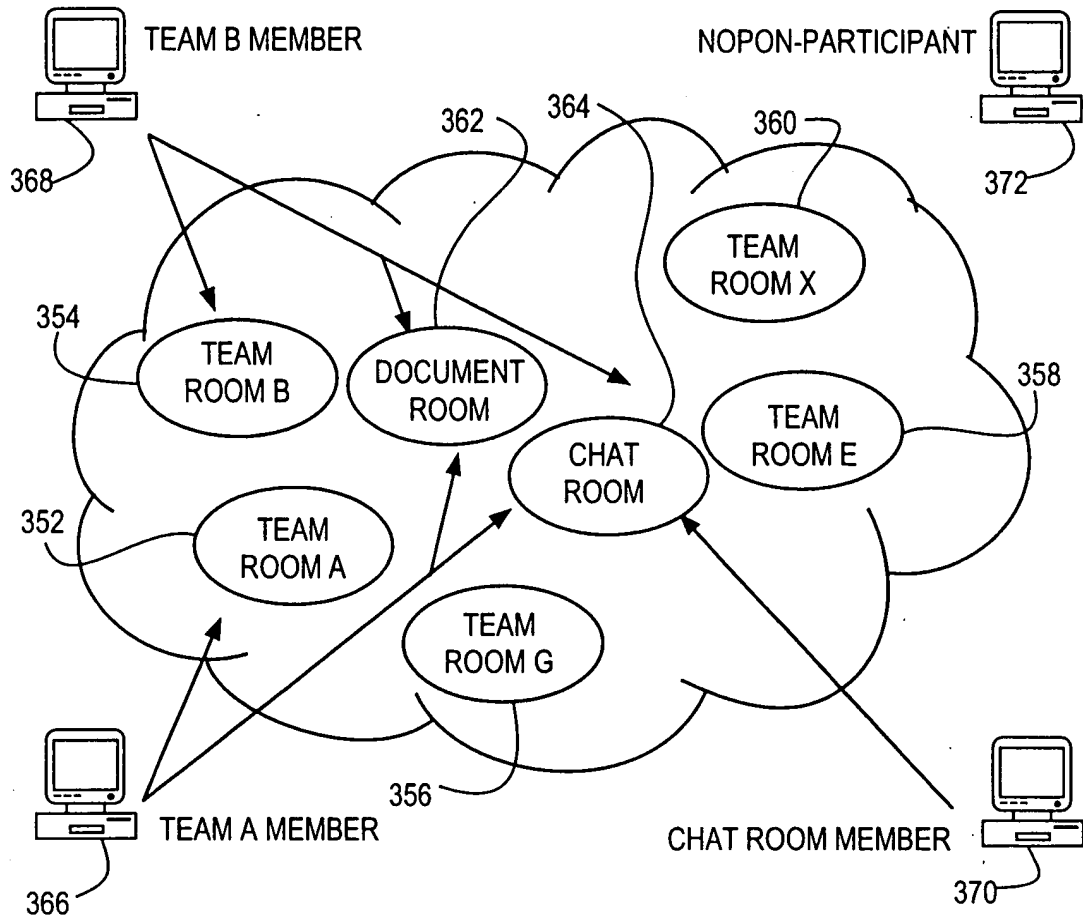 TEAM B MEMBER
NOPON-PARTICIPANT
362
364
360
368
372
TEAM
ROOM X
354
TEAM
ROOM B
DOCUMENT
ROOM
358
TEAM
ROOM E
CHAT
ROOM
352
TEAM
ROOM A
TEAM
ROOM G
356
TEAM A MEMBER
CHAT ROOM MEMBER
366
370